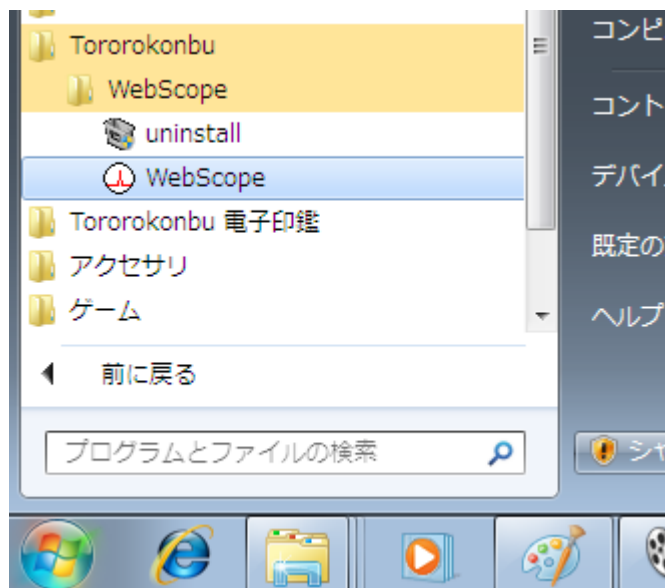 Tororokonbu
WebScope
uninstall
WebScope
Tororokonbu 電子印鑑
アクセサリ
ゲーム
前に戻る
プログラムとファイルの検索
コンピ
コント
デバイ
既定の
ヘルプ
シャ